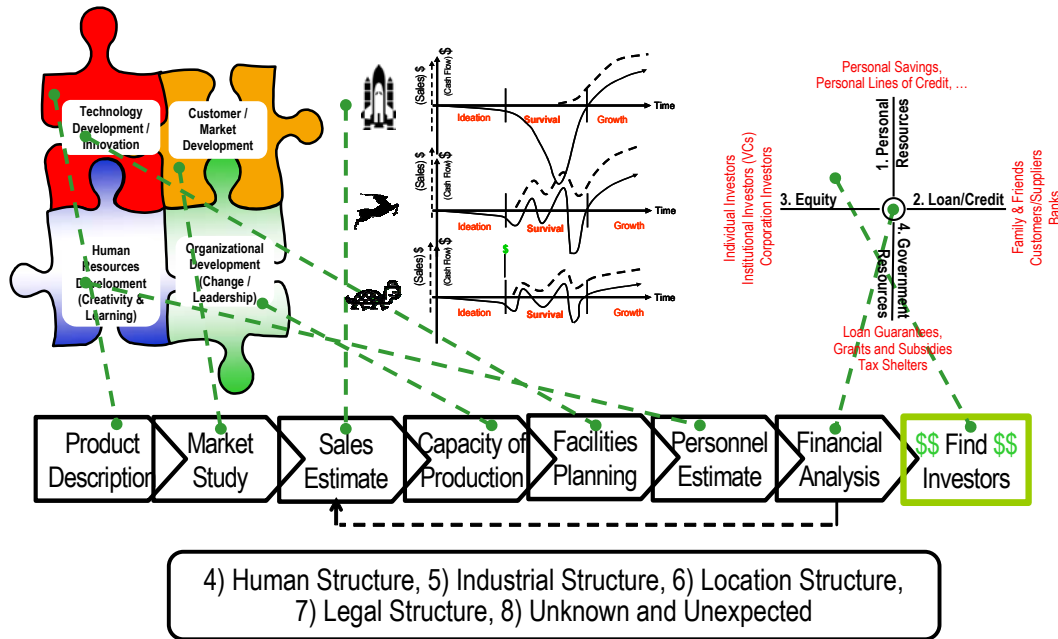 Technology
Development /
Innovation
Customer /
Market
Development
Human
Resources
Development
(Creativity &
Learning)
Organizational
Development
(Change /
Leadership)
(Sales) $
(Cash Flow) $
Time
Ideation
Survival
Growth
(Sales) $
(Cash Flow) $
Time
Ideation
Survival
Growth
$
(Sales) $
(Cash Flow) $
Time
Ideation
Survival
Growth
Personal Savings,
Personal Lines of Credit, ...
1. Personal
Resources
Individual Investors
Institutional Investors (VCs)
Corporation Investors
3. Equity
2. Loan/Credit
Family & Friends
Customers/Suppliers
Banks
4. Government
Resources
Loan Guarantees,
Grants and Subsidies
Tax Shelters
Product
Description
Market
Study
Sales
Estimate
Capacity of
Production
Facilities
Planning
Personnel
Estimate
Financial
Analysis
$$ Find $$
Investors
4) Human Structure, 5) Industrial Structure, 6) Location Structure,
7) Legal Structure, 8) Unknown and Unexpected